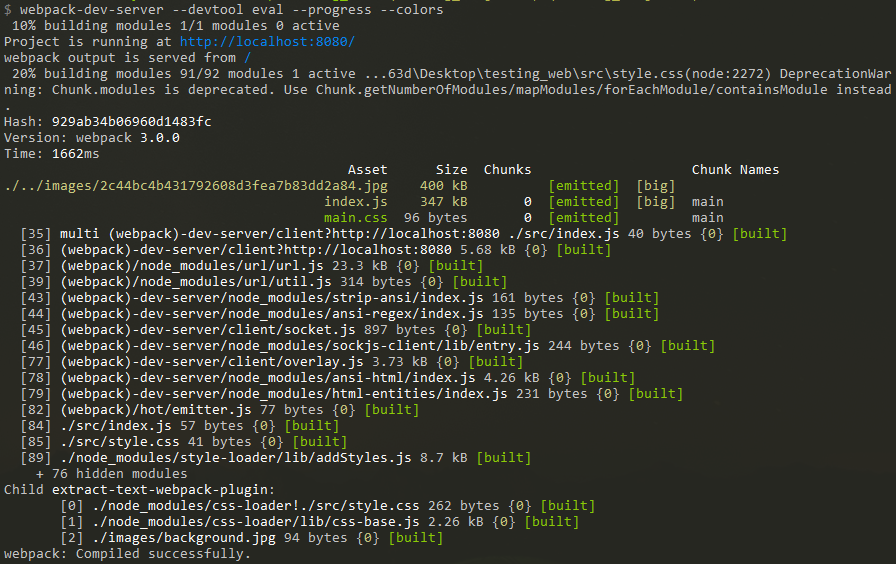 $ webpack-dev-server --devtool eval --progress --colors
10% building modules 1/1 modules 0 active
Project is running at http://localhost:8080/
webpack output is served from /
20% building modules 91/92 modules 1 active ...63d\Desktop\testing_web\src\style.css(node:2272) DeprecationWar
ning: Chunk.modules is deprecated. Use Chunk.getNumberOfModules/mapModules/forEachModule/containsModule instead
.
Hash: 929ab34b06960d1483fc
Version: webpack 3.0.0
Time: 1662ms
Asset Size Chunks Chunk Names
./../images/2c44bc4b431792608d3fea7b83dd2a84.jpg 400 kB [emitted] [big]
index.js 347 kB 0 [emitted] [big] main
main.css 96 bytes 0 [emitted] main
[35] multi (webpack)-dev-server/client?http://localhost:8080 ./src/index.js 40 bytes {0} [built]
[36] (webpack)-dev-server/client?http://localhost:8080 5.68 kB {0} [built]
[37] (webpack)/node_modules/url/url.js 23.3 kB {0} [built]
[39] (webpack)/node_modules/url/util.js 314 bytes {0} [built]
[43] (webpack)-dev-server/node_modules/strip-ansi/index.js 161 bytes {0} [built]
[44] (webpack)-dev-server/node_modules/ansi-regex/index.js 135 bytes {0} [built]
[45] (webpack)-dev-server/client/socket.js 897 bytes {0} [built]
[46] (webpack)-dev-server/node_modules/sockjs-client/lib/entry.js 244 bytes {0} [built]
[77] (webpack)-dev-server/client/overlay.js 3.73 kB {0} [built]
[78] (webpack)-dev-server/node_modules/ansi-html/index.js 4.26 kB {0} [built]
[79] (webpack)-dev-server/node_modules/html-entities/index.js 231 bytes {0} [built]
[82] (webpack)/hot/emitter.js 77 bytes {0} [built]
[84] ./src/index.js 57 bytes {0} [built]
[85] ./src/style.css 41 bytes {0} [built]
[89] ./node_modules/style-loader/lib/addStyles.js 8.7 kB [built]
+ 76 hidden modules
Child extract-text-webpack-plugin:
[0] ./node_modules/css-loader!./src/style.css 262 bytes {0} [built]
[1] ./node_modules/css-loader/lib/css-base.js 2.26 kB {0} [built]
[2] ./images/background.jpg 94 bytes {0} [built]
webpack: Compiled successfully.